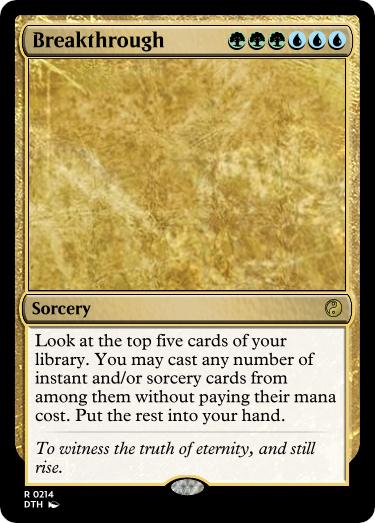 Breakthrough
Sorcery
Look at the top five cards of your
library. You may cast any number of
instant and/or sorcery cards from
among them without paying their mana
cost. Put the rest into your hand.
To witness the truth of eternity, and still
rise.
R 0214
DTH